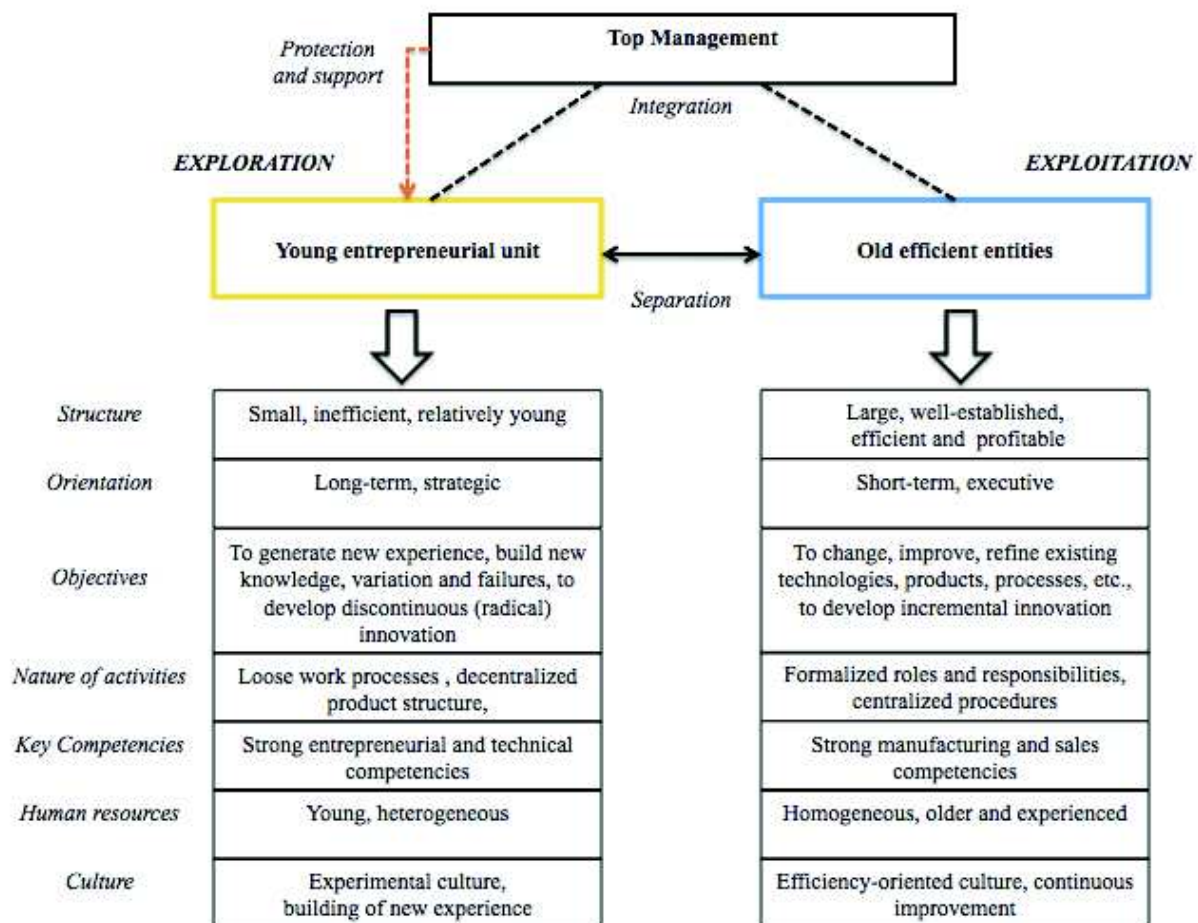 Top Management
Protection
and support
Integration
EXPLORATION
EXPLOITATION
Young entrepreneurial unit
Old efficient entities
Separation
Structure
Small, inefficient, relatively young
Large, well-established,
efficient and profitable
Orientation
Long-term, strategic
Short-term, executive
Objectives
To generate new experience, build new
knowledge, variation and failures, to
develop discontinuous (radical)
innovation
To change, improve, refine existing
technologies, products, processes, etc.,
to develop incremental innovation
Nature of activities
Loose work processes , decentralized
product structure,
Formalized roles and responsibilities,
centralized procedures
Key Competencies
Strong entrepreneurial and technical
competencies
Strong manufacturing and sales
competencies
Human resources
Young, heterogeneous
Homogeneous, older and experienced
Culture
Experimental culture,
building of new experience
Efficiency-oriented culture, continuous
improvement